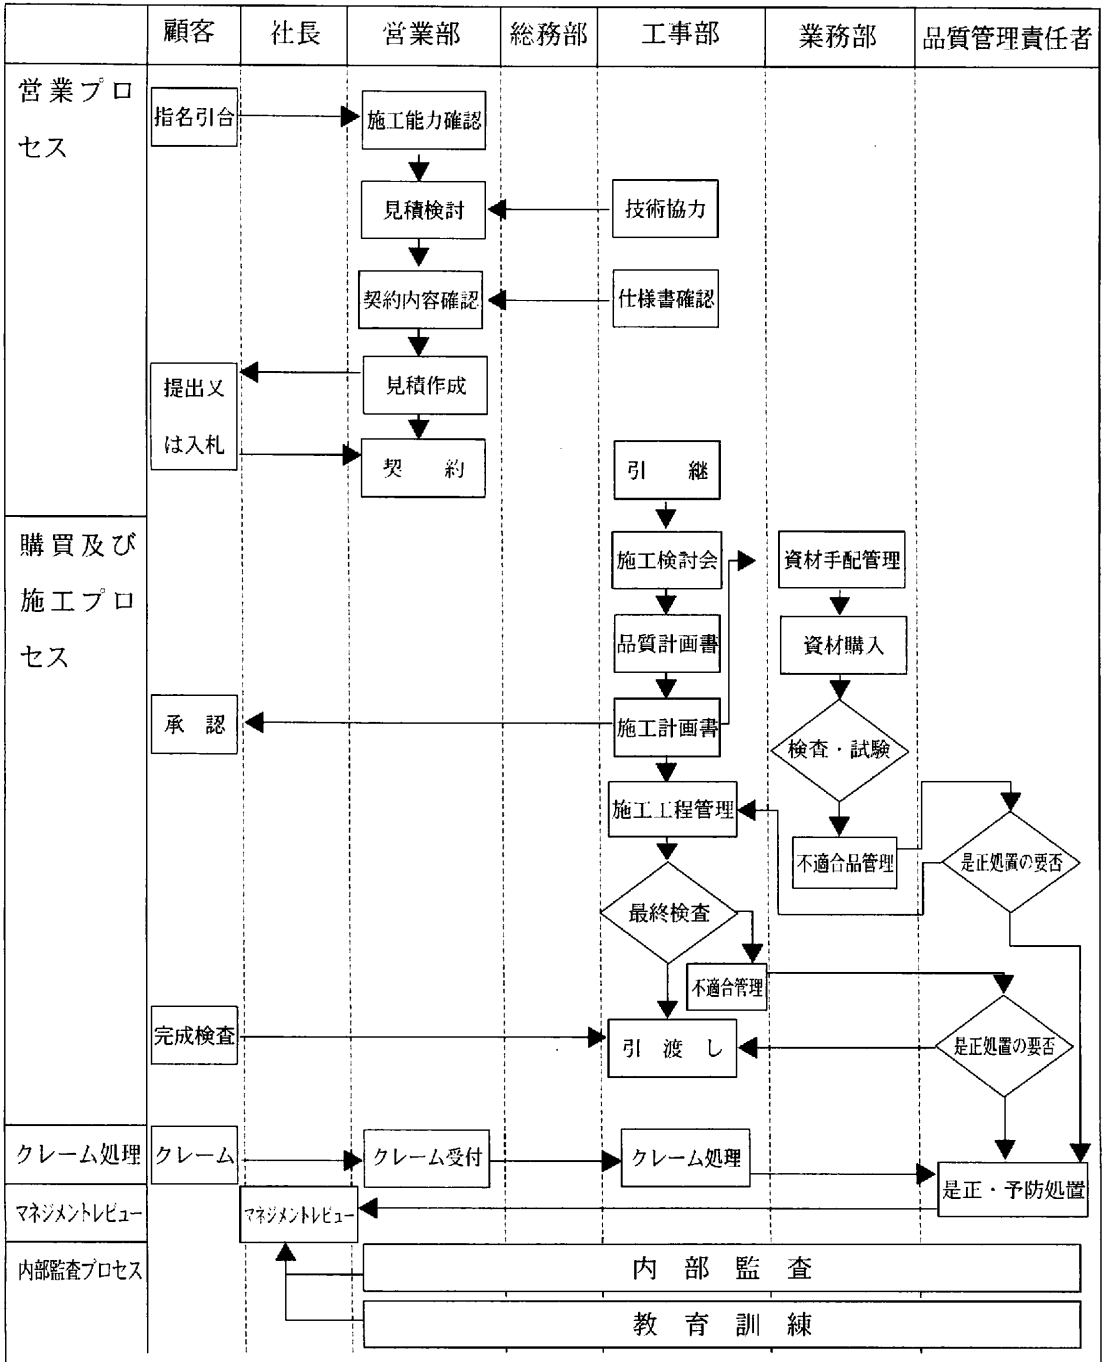 顧客
社長
営業部
総務部
工事部
業務部
品質管理責任者
営業プロ
セス
指名引合
施工能力確認
見積検討
技術協力
契約内容確認
仕様書確認
提出又
は入札
見積作成
契 約
引 継
購買及び
施工プロ
セス
施工検討会
資材手配管理
品質計画書
資材購入
承 認
施工計画書
検査・試験
施工工程管理
不適合品管理
是正処置の要否
最終検査
不適合管理
完成検査
引 渡 し
是正処置の要否
クレーム処理
クレーム
クレーム受付
クレーム処理
是正・予防処置
マネジメントレビュー
マネジメントレビュー
内部監査プロセス
内 部 監 査
教 育 訓 練